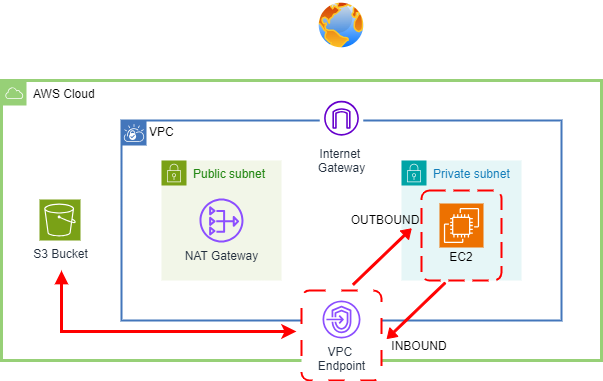 AWS Cloud
VPC
Internet
Gateway
Public subnet
Private subnet
OUTBOUND
S3 Bucket
NAT Gateway
EC2
VPC
Endpoint
INBOUND